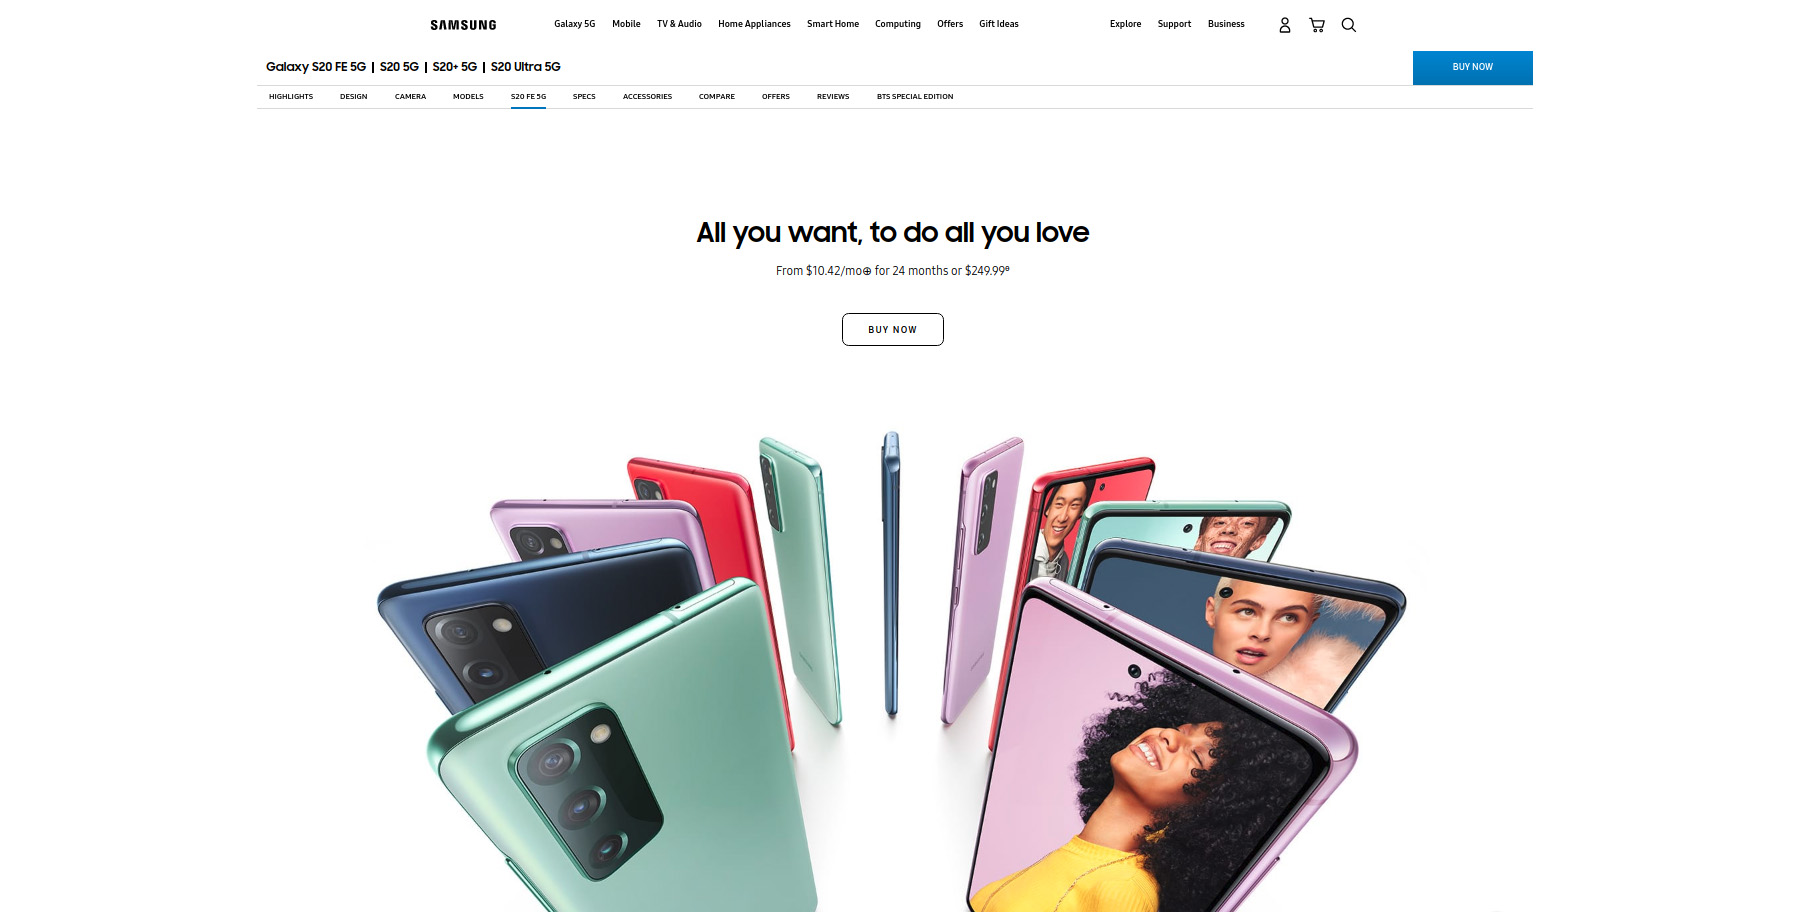 SAMSUNG Galaxy 5G Mobile TV & Audio Home Appliances Smart Home Computing Offers Gift Ideas Explore Support Business
Galaxy S20 FE 5G | S20 5G | S20+ 5G | S20 Ultra 5G BUY NOW
HIGHLIGHTS DESIGN CAMERA MODELS S20 FE 5G SPECS ACCESSORIES COMPARE OFFERS REVIEWS BTS SPECIAL EDITION
All you want, to do all you love
From $10.42/mo⊕ for 24 months or $249.99
BUY NOW